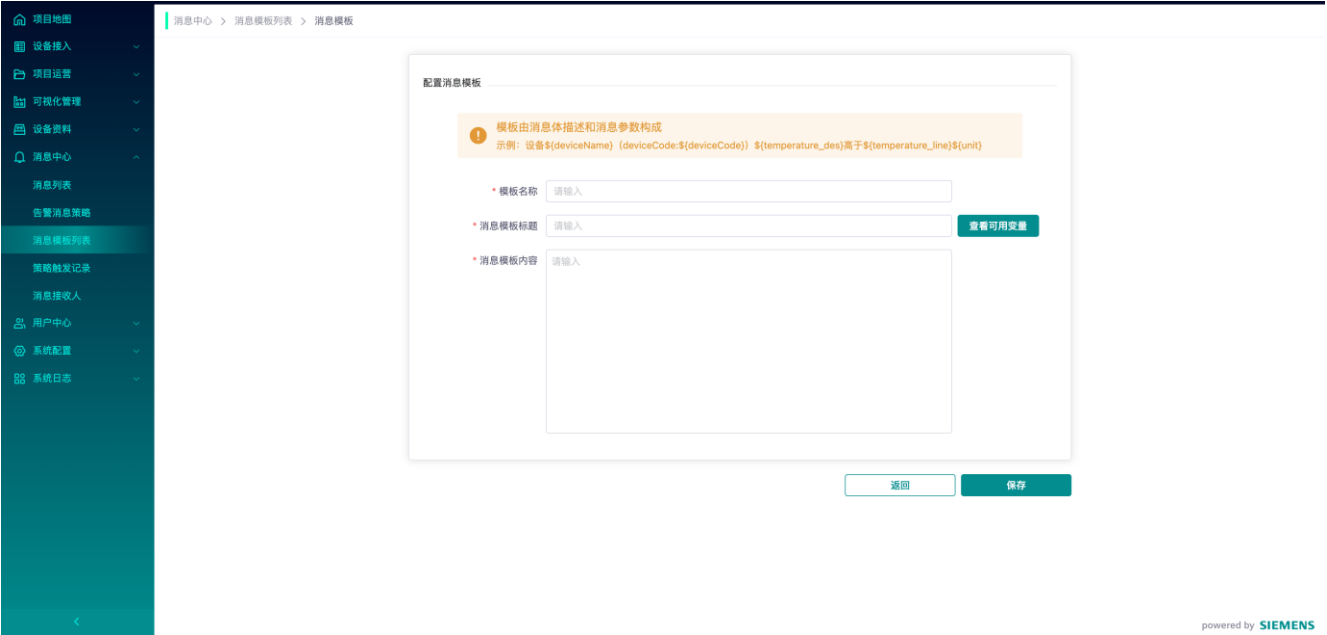 项目地图
设备接入
项目运营
可视化管理
设备资料
消息中心
消息列表
告警消息策略
消息模板列表
策略触发记录
消息接收人
用户中心
系统配置
系统日志
消息中心 > 消息模板列表 > 消息模板
配置消息模板
模板由消息体描述和消息参数构成
示例：设备${deviceName}（deviceCode:${deviceCode}）${temperature_des}高于${temperature_line}${unit}
* 模板名称 请输入
* 消息模板标题 请输入 查看可用变量
* 消息模板内容 请输入
返回 保存
powered by SIEMENS